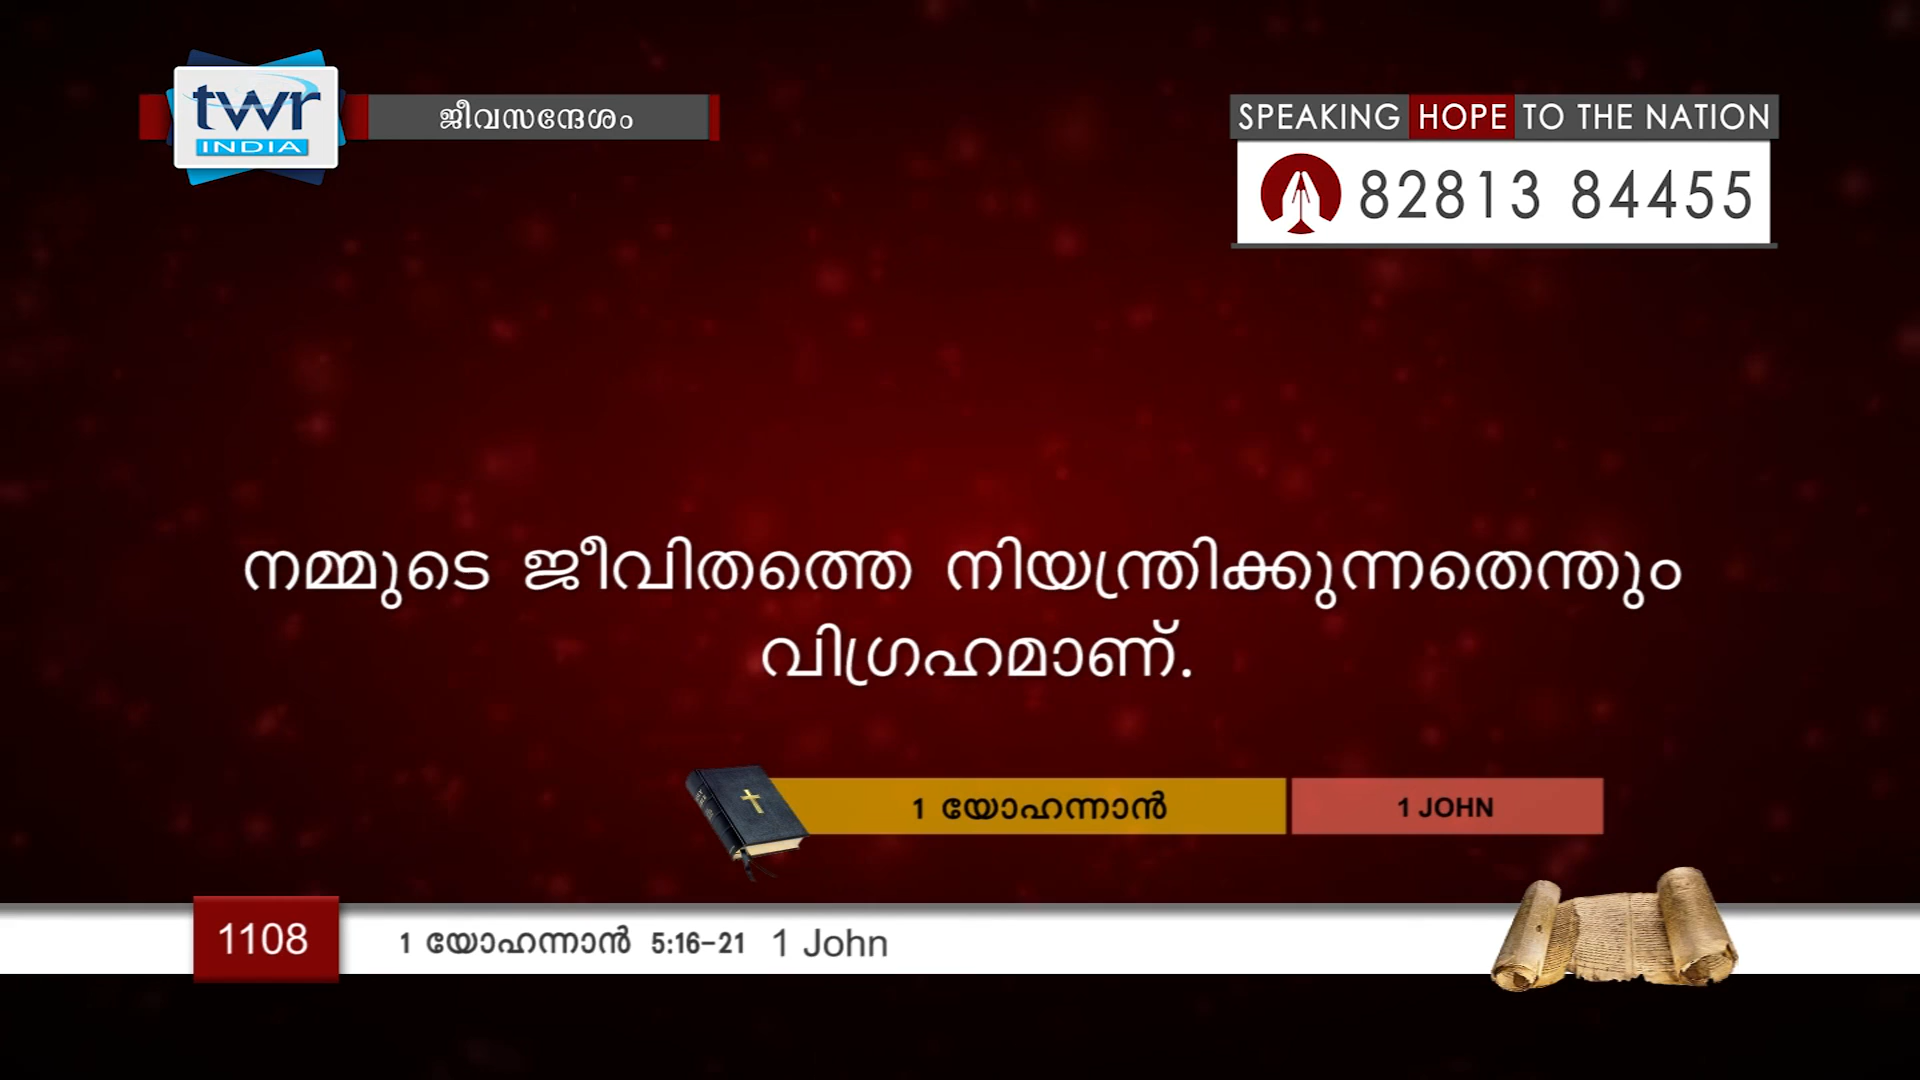 twr
INDIA
ജീവസന്ദേശം
SPEAKING HOPE TO THE NATION
82813 84455
നമ്മുടെ ജീവിതത്തെ നിയന്ത്രിക്കുന്നതെന്തും
വിഗ്രഹമാണ്.
1 യോഹന്നാൻ
1 JOHN
1108
1 യോഹന്നാൻ 5:16-21 1 John